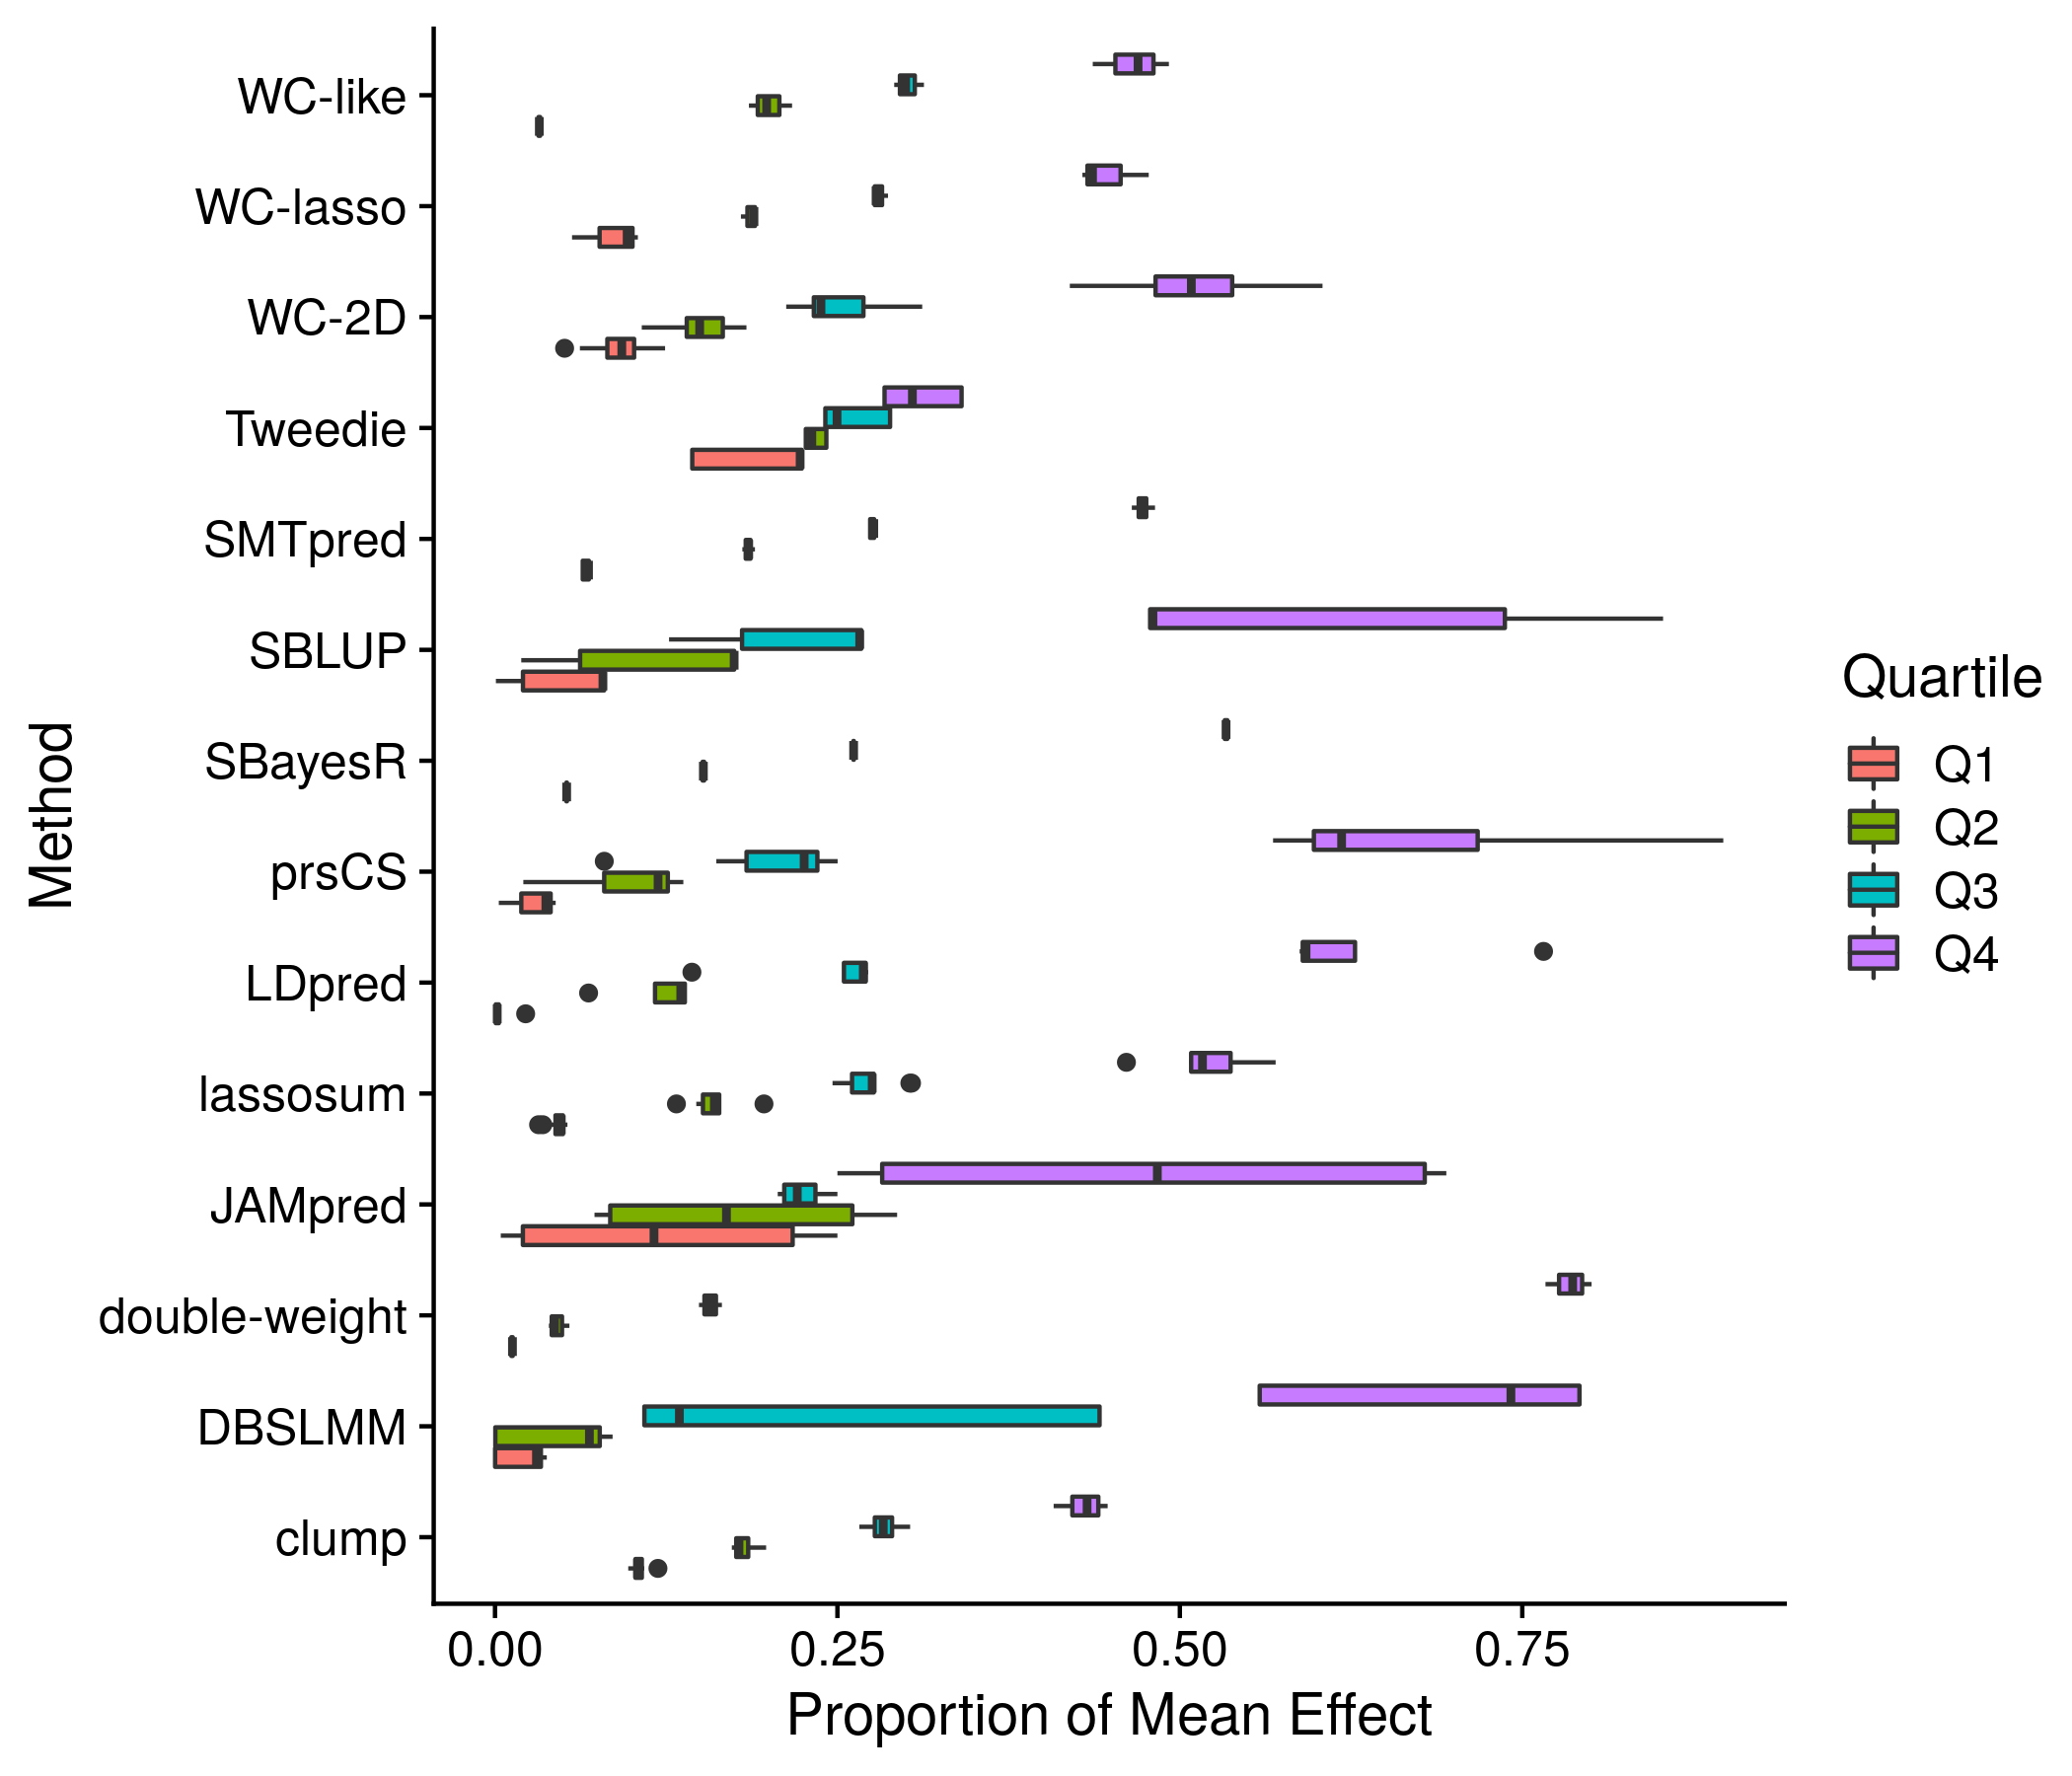 WC-like
WC-lasso
WC-2D
Tweedie
SMTpred
SBLUP
SBayesR
prsCS
LDpred
lassosum
JAMpred
double-weight
DBSLMM
clump
Method
0.00 0.25 0.50 0.75
Proportion of Mean Effect
Quartile
Q1
Q2
Q3
Q4